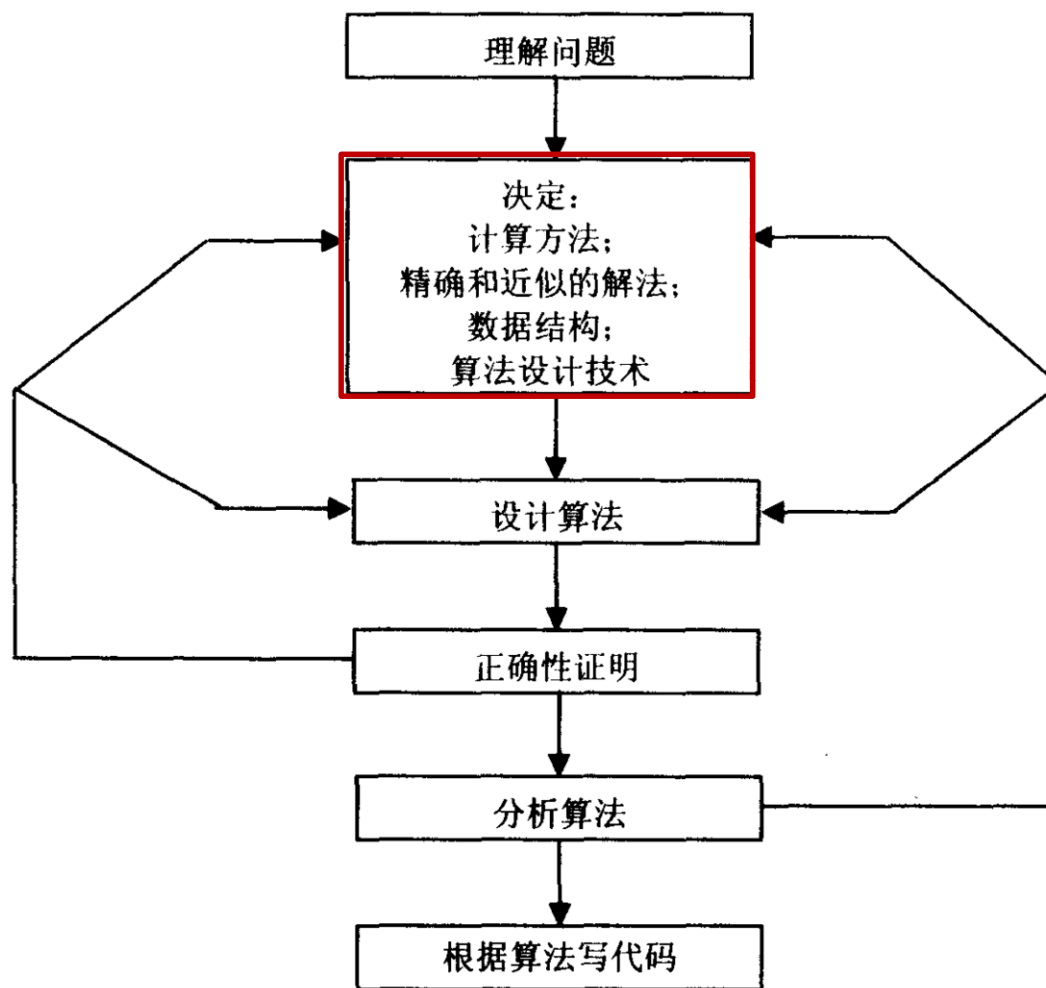 理解问题
决定：
计算方法；
精确和近似的解法；
数据结构；
算法设计技术
设计算法
正确性证明
分析算法
根据算法写代码